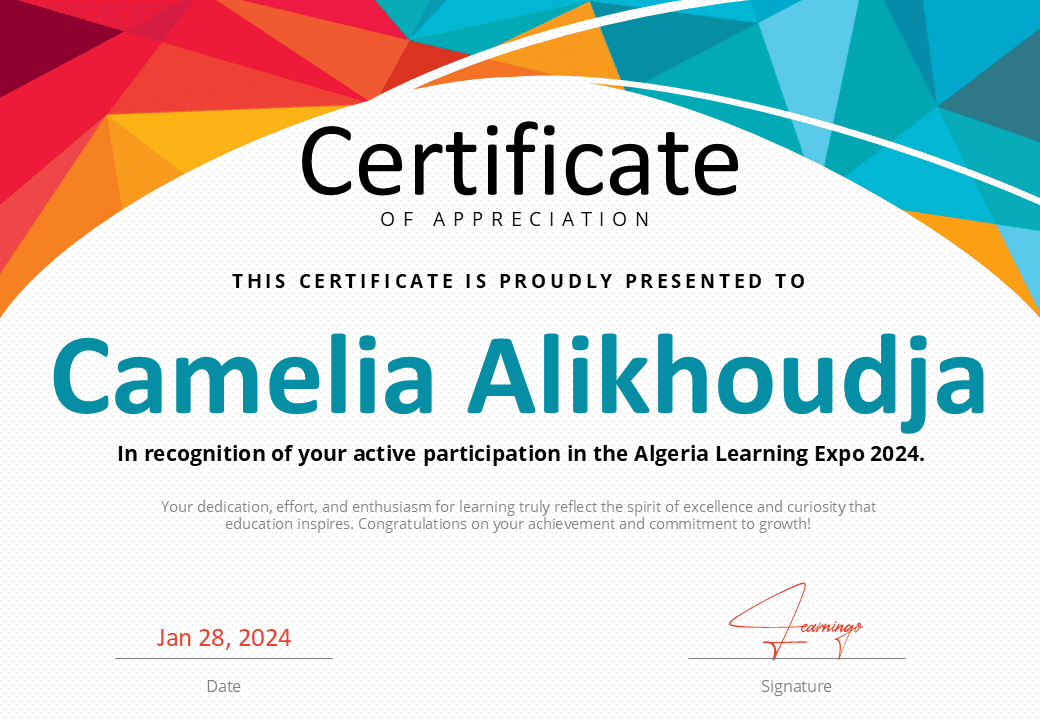 Certificate
OF APPRECIATION
THIS CERTIFICATE IS PROUDLY PRESENTED TO
Camelia Alikhoudja
In recognition of your active participation in the Algeria Learning Expo 2024.
Your dedication, effort, and enthusiasm for learning truly reflect the spirit of excellence and curiosity that
education inspires. Congratulations on your achievement and commitment to growth!
Jan 28, 2024
Learningo
Date
Signature